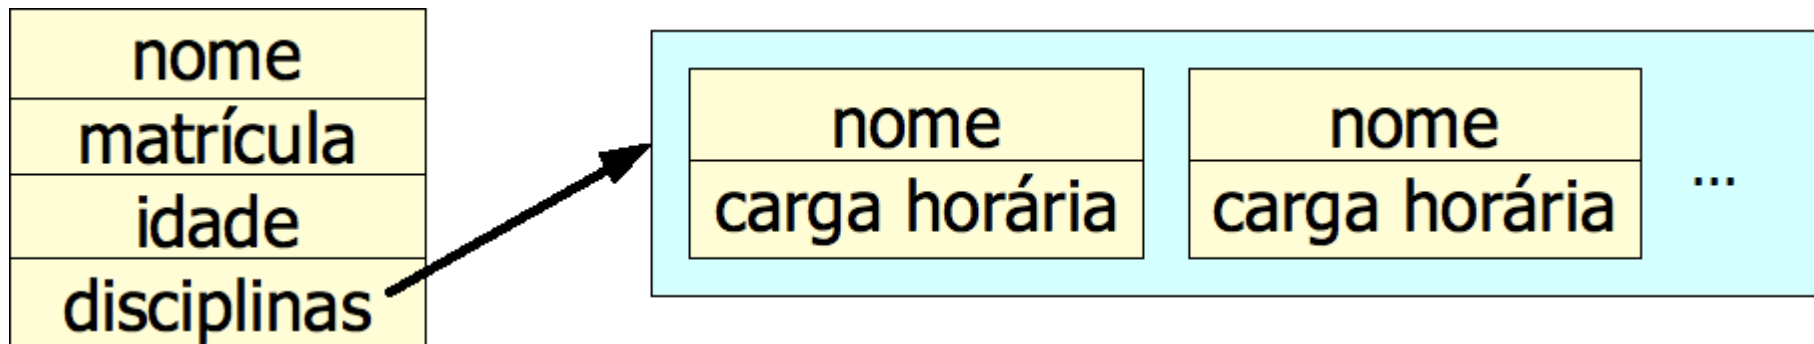 nome
matrícula
idade
disciplinas
nome
carga horária
nome
carga horária
...